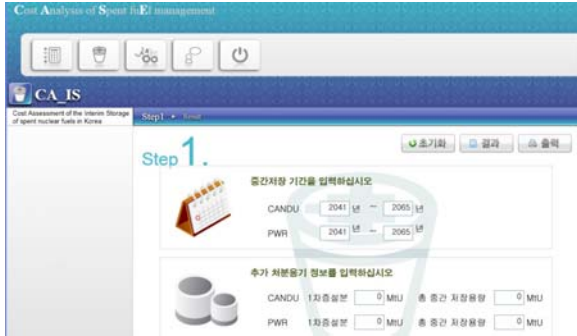 Cost Analysis of Spent fuEl management
CA_IS
Cost Assessment of the Interim Storage
of spent nuclear fuels in Korea
Step1
초기화 결과 출력
Step 1.
중간저장 기간을 입력하십시오
CANDU 2041 년 ~ 2065 년
PWR 2041 년 ~ 2065 년
추가 처분용기 정보를 입력하십시오
CANDU 1차증설분 0 MtU 총 중간 저장용량 0 MtU
PWR 1차증설분 0 MtU 총 중간 저장용량 0 MtU